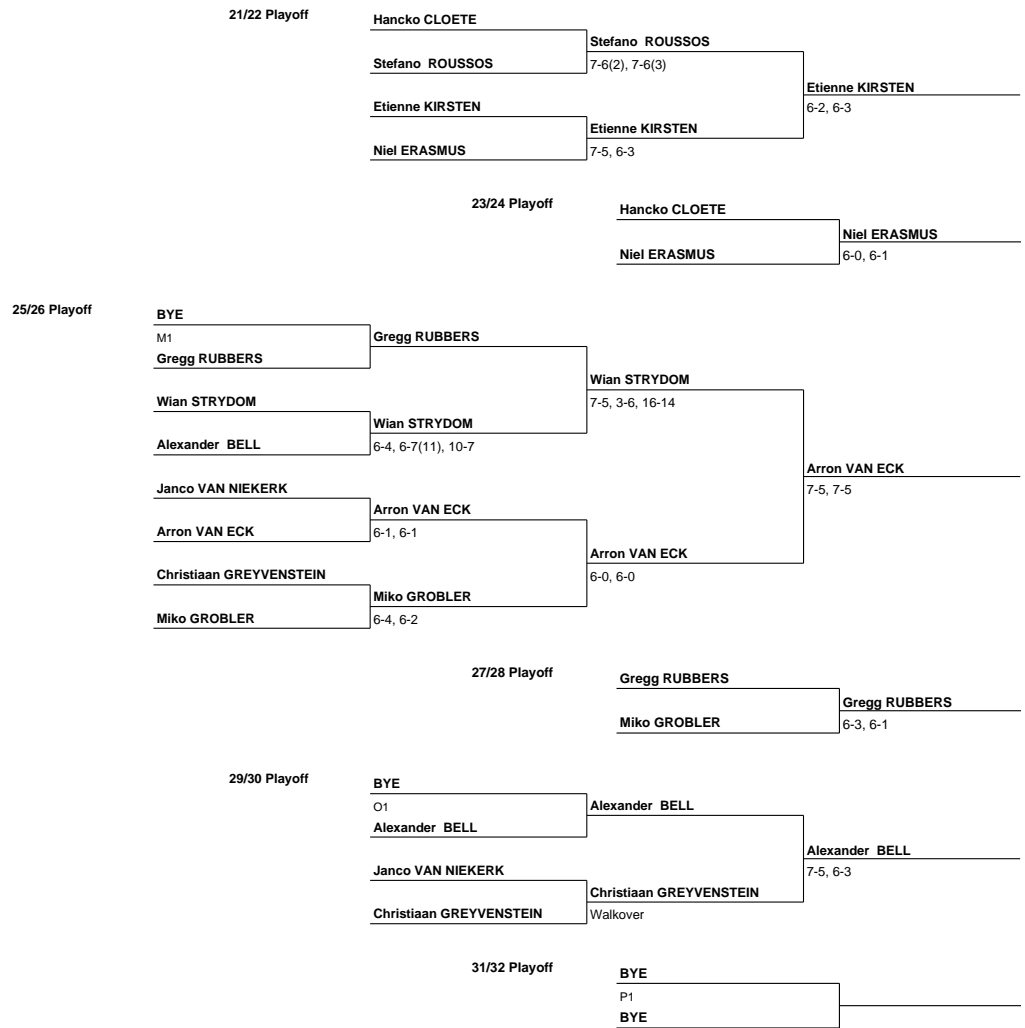 21/22 Playoff
Hancko CLOETE
Stefano ROUSSOS
Stefano ROUSSOS
7-6(2), 7-6(3)
Etienne KIRSTEN
6-2, 6-3
Etienne KIRSTEN
Etienne KIRSTEN
Niel ERASMUS
7-5, 6-3
23/24 Playoff
Hancko CLOETE
Niel ERASMUS
Niel ERASMUS
6-0, 6-1
25/26 Playoff
BYE
M1
Gregg RUBBERS
Gregg RUBBERS
Wian STRYDOM
7-5, 3-6, 16-14
Wian STRYDOM
Wian STRYDOM
Alexander BELL
6-4, 6-7(11), 10-7
Arron VAN ECK
7-5, 7-5
Janco VAN NIEKERK
Arron VAN ECK
Arron VAN ECK
6-1, 6-1
Arron VAN ECK
6-0, 6-0
Christiaan GREYVENSTEIN
Miko GROBLER
Miko GROBLER
6-4, 6-2
27/28 Playoff
Gregg RUBBERS
Gregg RUBBERS
Miko GROBLER
6-3, 6-1
29/30 Playoff
BYE
O1
Alexander BELL
Alexander BELL
Alexander BELL
7-5, 6-3
Janco VAN NIEKERK
Christiaan GREYVENSTEIN
Christiaan GREYVENSTEIN
Walkover
31/32 Playoff
BYE
P1
BYE